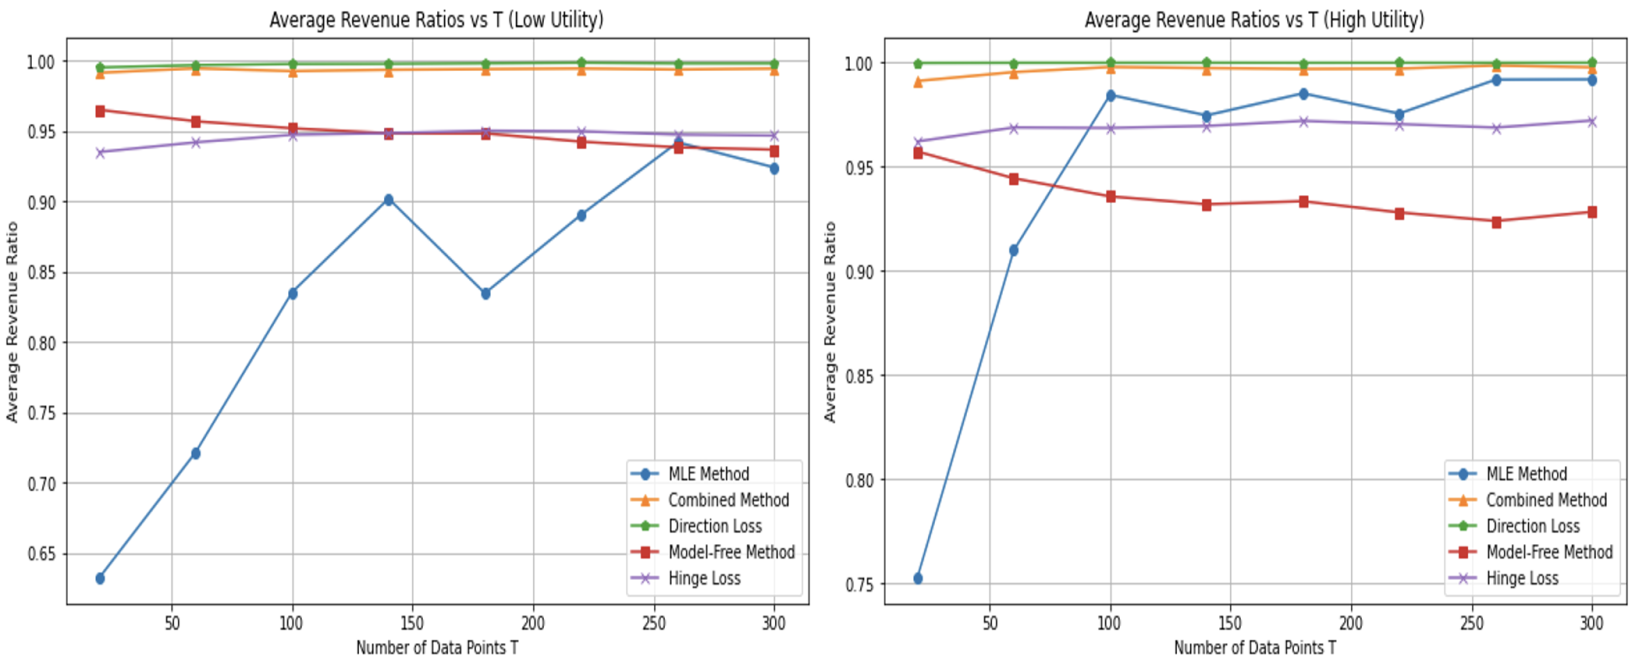 Average Revenue Ratios vs T (Low Utility)
1.00
0.95
0.90
0.85
0.80
0.75
0.70
0.65
Average Revenue Ratio
MLE Method
Combined Method
Direction Loss
Model-Free Method
Hinge Loss
50 100 150 200 250 300
Number of Data Points T
Average Revenue Ratios vs T (High Utility)
1.00
0.95
0.90
0.85
0.80
0.75
Average Revenue Ratio
MLE Method
Combined Method
Direction Loss
Model-Free Method
Hinge Loss
50 100 150 200 250 300
Number of Data Points T